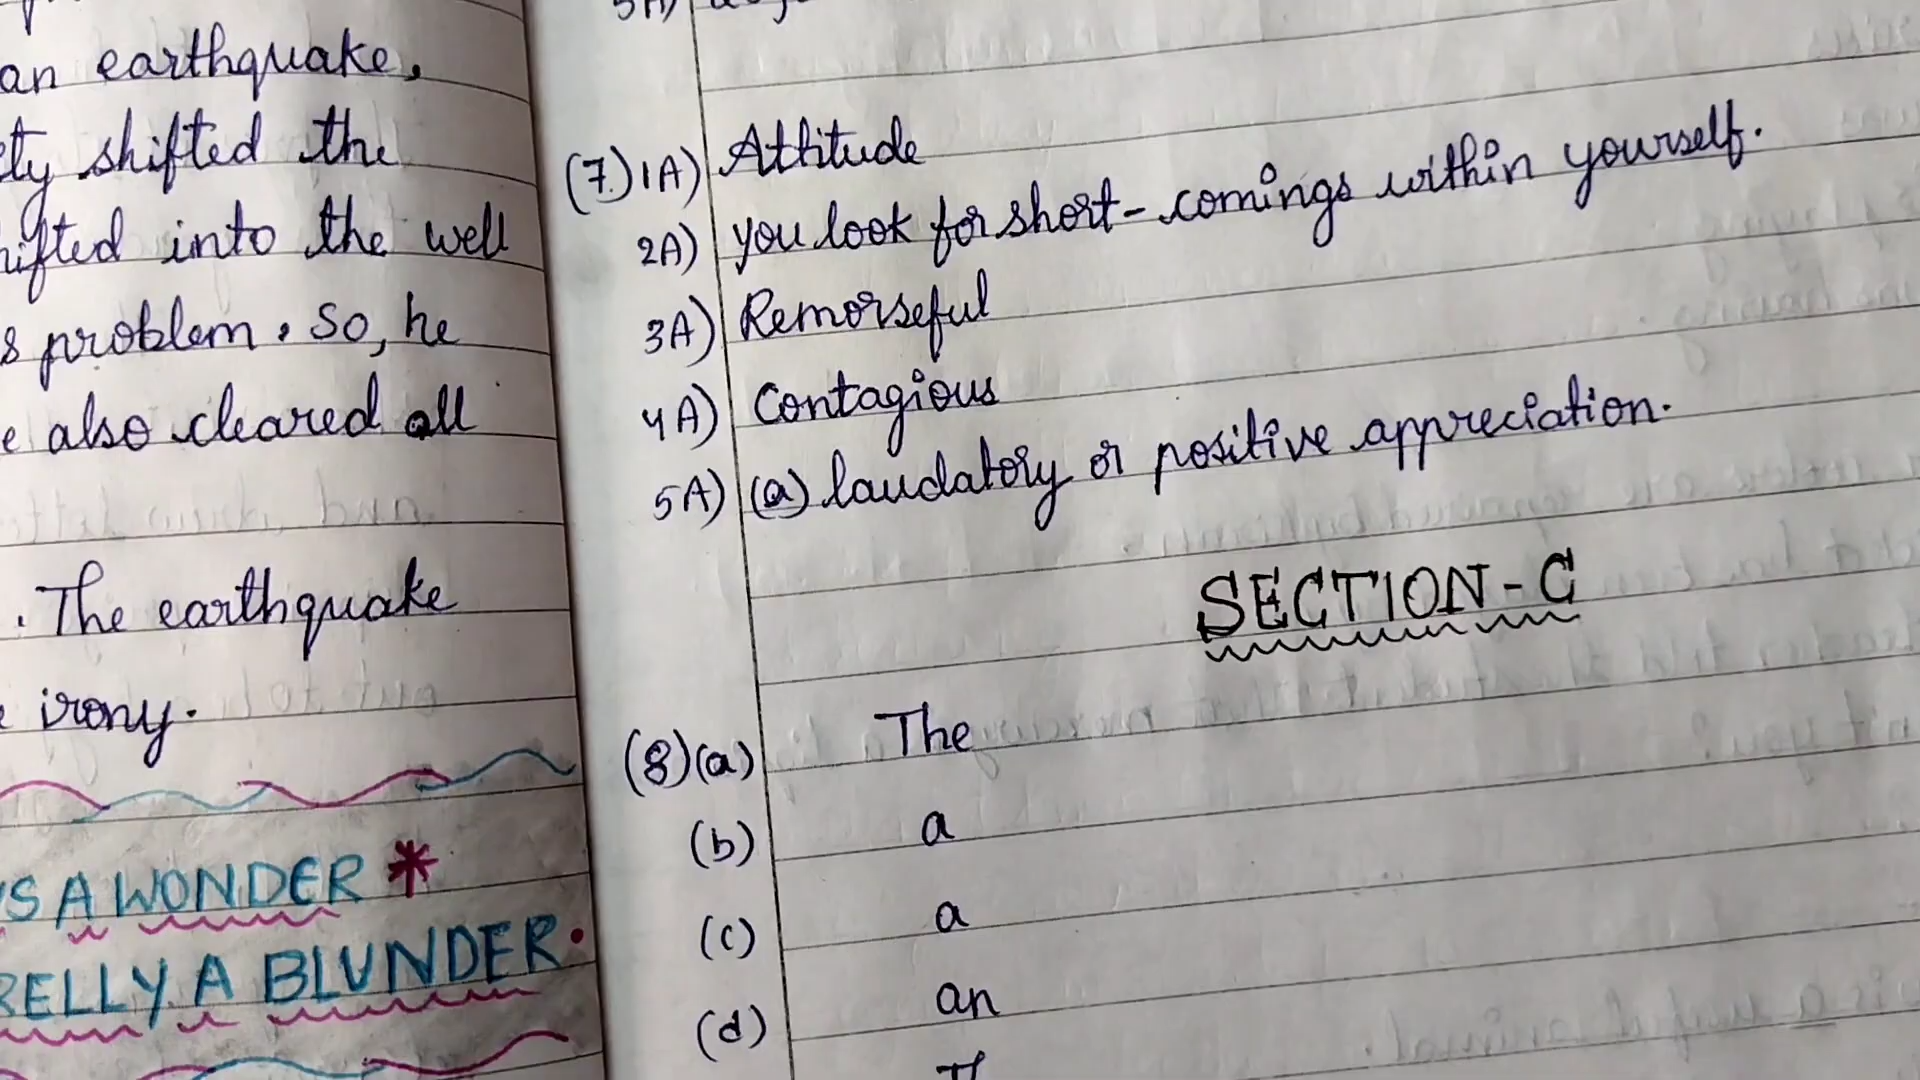 an earthquake,
shifted the
into the well
problem. So, he
also cleared all
. The earthquake
irony.
A WONDER *
A BLUNDER.
(7.) 1A) Attitude
2A) you look for short-comings within yourself.
3A) Remorseful
4A) Contagious
5A) (a) laudatory or positive appreciation.
SECTION-C
(8) (a) The
(b) a
(c) a
(d) an